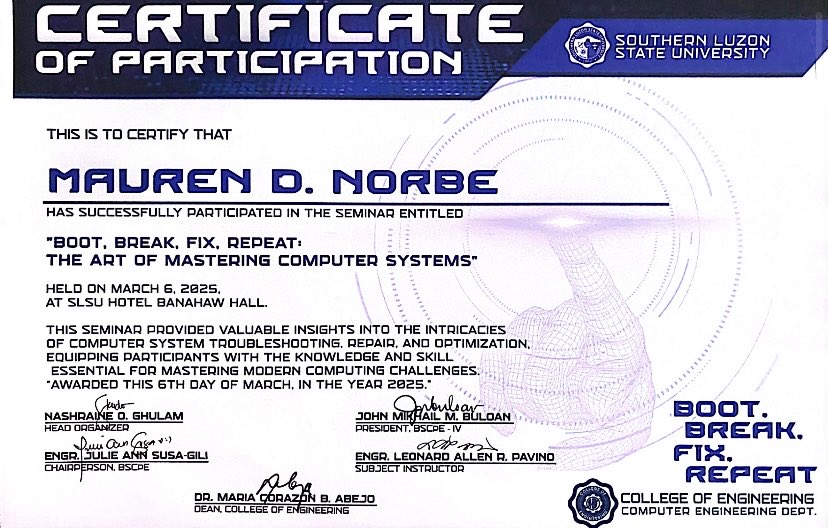 CERTIFICATE
OF PARTICIPATION
SOUTHERN LUZON
STATE UNIVERSITY
THIS IS TO CERTIFY THAT
MAUREN D. NORBE
HAS SUCCESSFULLY PARTICIPATED IN THE SEMINAR ENTITLED
"BOOT, BREAK, FIX, REPEAT:
THE ART OF MASTERING COMPUTER SYSTEMS"
HELD ON MARCH 6, 2025,
AT SLSU HOTEL BANAHAW HALL.
THIS SEMINAR PROVIDED VALUABLE INSIGHTS INTO THE INTRICACIES
OF COMPUTER SYSTEM TROUBLESHOOTING, REPAIR, AND OPTIMIZATION,
EQUIPPING PARTICIPANTS WITH THE KNOWLEDGE AND SKILL
ESSENTIAL FOR MASTERING MODERN COMPUTING CHALLENGES.
"AWARDED THIS 6TH DAY OF MARCH, IN THE YEAR 2025."
NASHRAINE O. GHULAM
HEAD ORGANIZER
JOHN MIKHAIL M. BULOAN
PRESIDENT, BSCPE - IV
ENGR. JULIE ANN SUSA-GILI
CHAIRPERSON, BSCPE
ENGR. LEONARD ALLEN R. PAVINO
SUBJECT INSTRUCTOR
DR. MARIA CORAZON B. ABEJO
DEAN, COLLEGE OF ENGINEERING
BOOT.
BREAK.
FIX.
REPEAT
COLLEGE OF ENGINEERING
COMPUTER ENGINEERING DEPT.